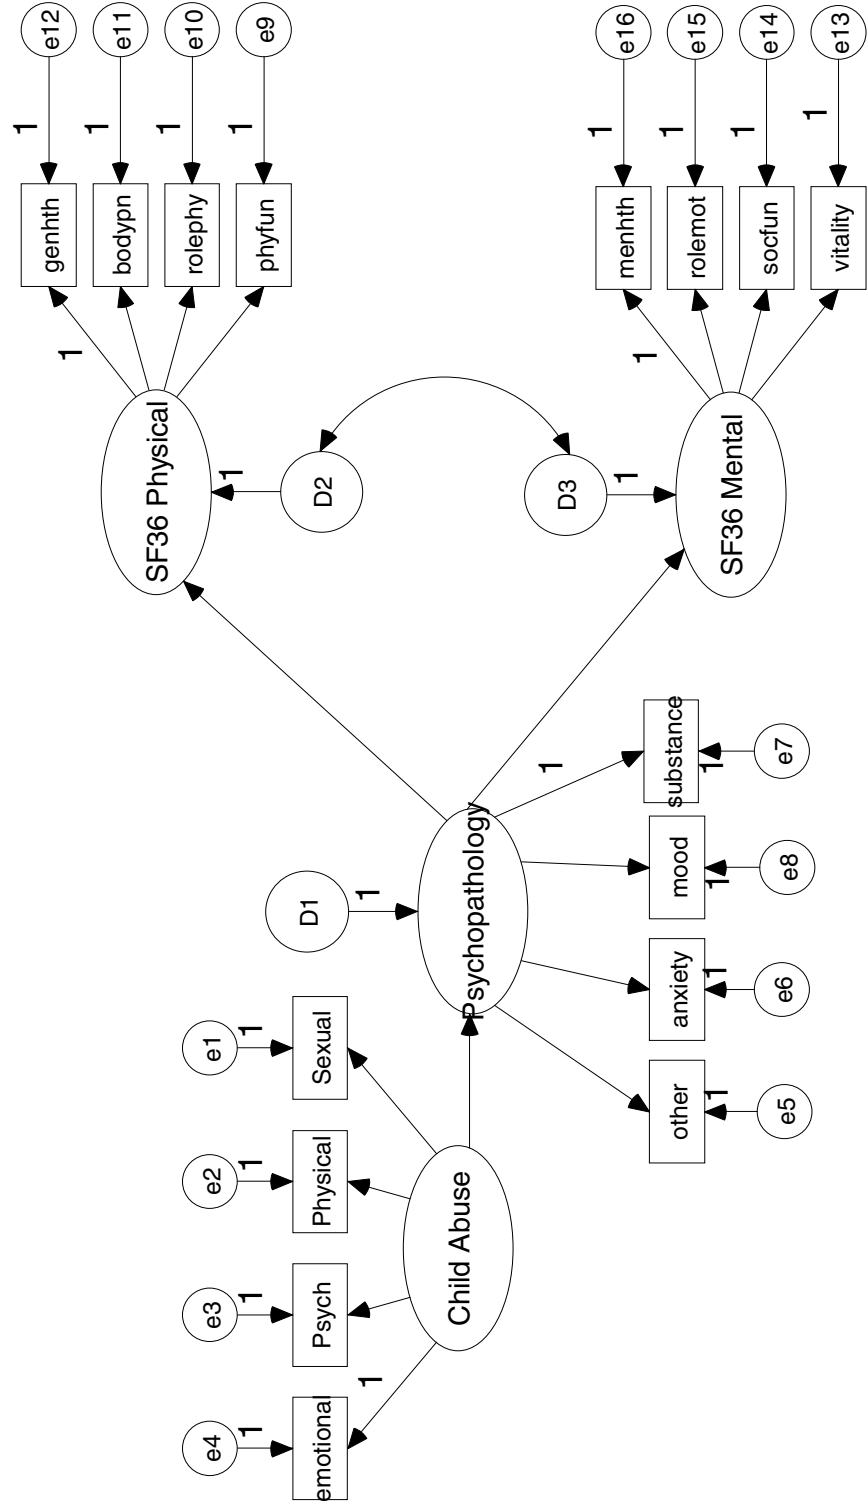 e4
1
emotional
1
e3
1
Psych
e2
1
Physical
e1
1
Sexual
Child Abuse
D1
1
Psychopathology
other
1
e5
anxiety
1
e6
mood
1
e8
1
substance
1
e7
SF36 Physical
1
D2
1
genhth
1
e12
bodypn
1
e11
rolephy
1
e10
phyfun
1
e9
D3
1
SF36 Mental
1
menhth
1
e16
rolemot
1
e15
socfun
1
e14
vitality
1
e13